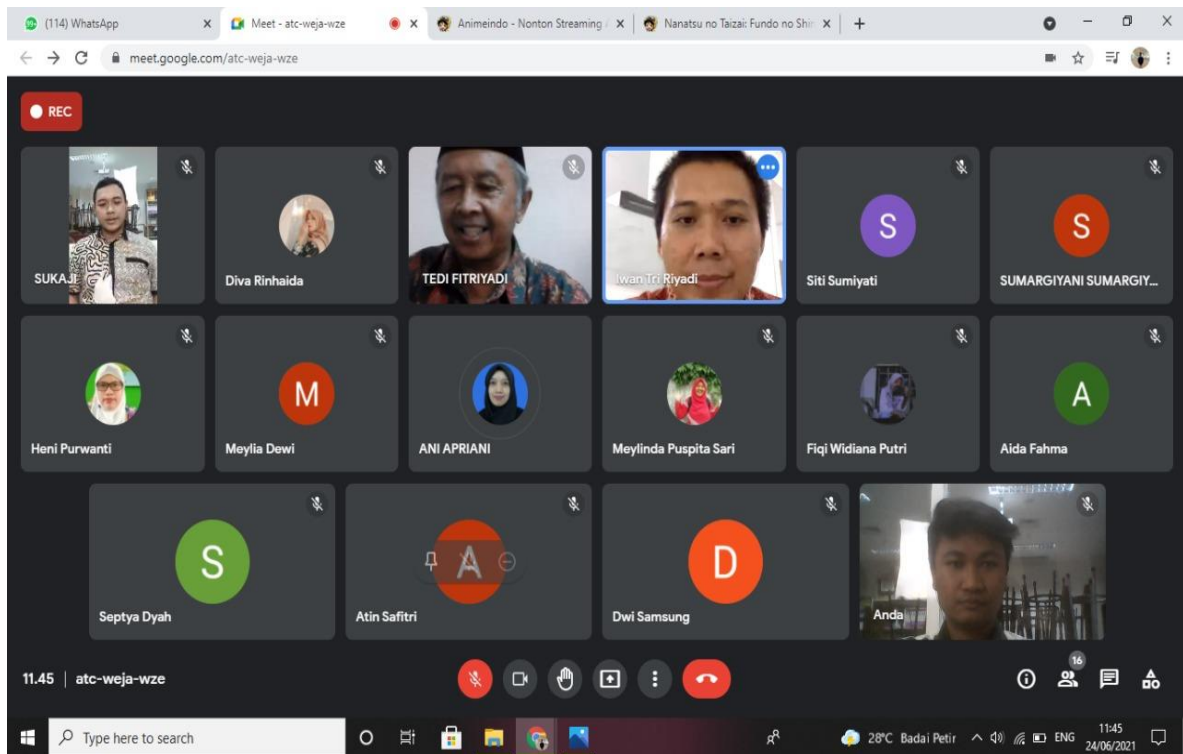 (114) WhatsApp
Meet - atc-weja-wze
Animeindo - Nonton Streaming
Nanatsu no Taizai: Fundo no Shin
meet.google.com/atc-weja-wze
REC
SUKAJI
Diva Rinhaida
TEDI FITRIYADI
Iwan Tri Riyadi
S
Siti Sumiyati
S
SUMARGIYANI SUMARGIY...
Heni Purwanti
M
Meylia Dewi
ANI APRIANI
Meylinda Puspita Sari
Fiqi Widiana Putri
A
Aida Fahma
S
Septya Dyah
A
Atin Safitri
D
Dwi Samsung
Anda
11.45 | atc-weja-wze
16
Type here to search
28°C Badai Petir
ENG
11:45
24/06/2021